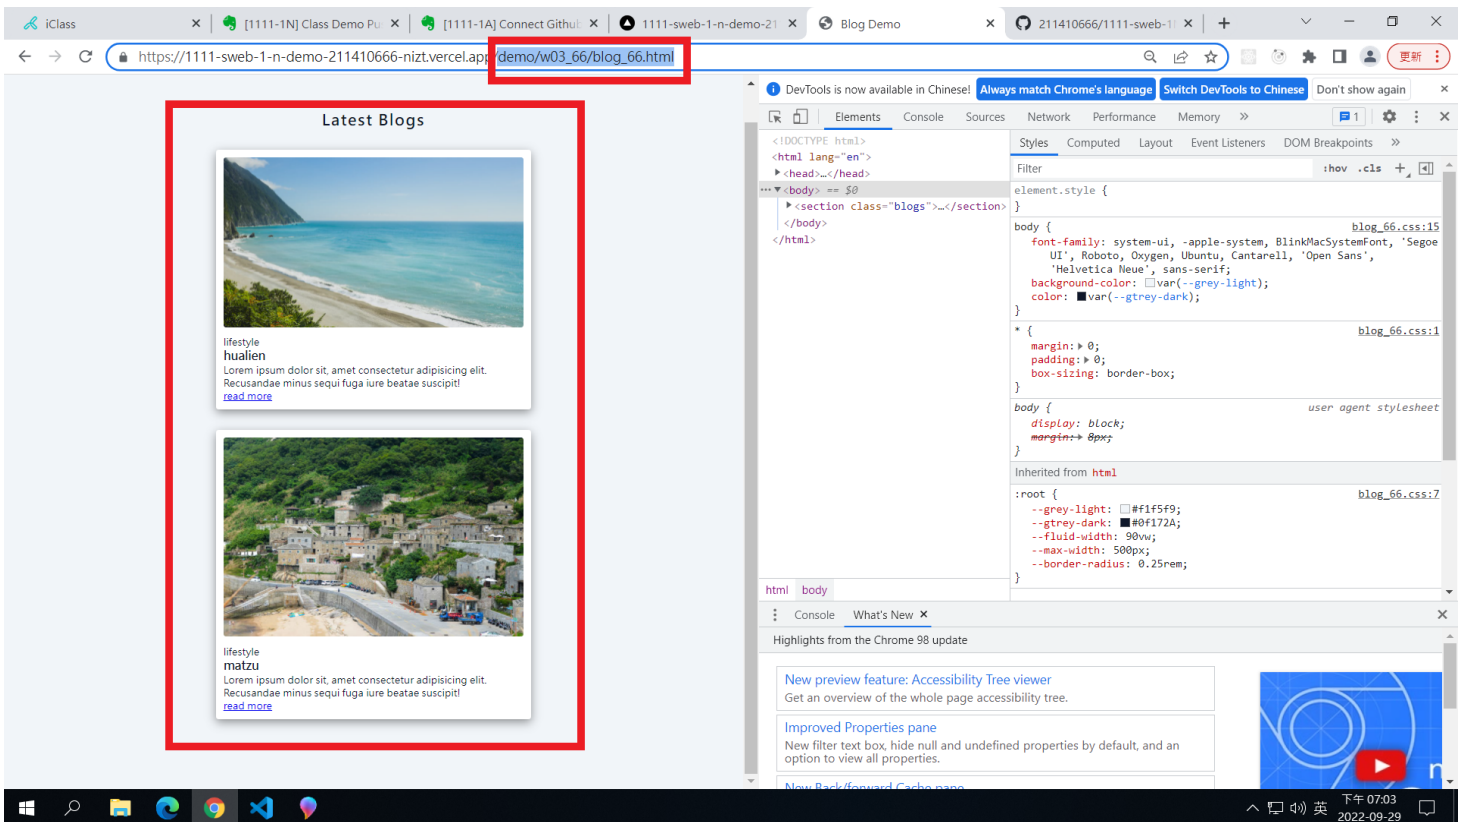 iClass
[1111-1N] Class Demo Pu
[1111-1A] Connect Github
1111-sweb-1-n-demo-21
Blog Demo
211410666/1111-sweb-1
https://1111-sweb-1-n-demo-211410666-nizt.vercel.app/demo/w03_66/blog_66.html
更新
Latest Blogs
lifestyle
hualien
Lorem ipsum dolor sit, amet consectetur adipisicing elit.
Recusandae minus sequi fuga iure beatae suscipit!
read more
lifestyle
matzu
Lorem ipsum dolor sit, amet consectetur adipisicing elit.
Recusandae minus sequi fuga iure beatae suscipit!
read more
DevTools is now available in Chinese! Always match Chrome's language Switch DevTools to Chinese Don't show again
Elements Console Sources Network Performance Memory 1
<!DOCTYPE html>
<html lang="en">
<head>…</head>
<body> == $0
<section class="blogs">…</section>
</body>
</html>
html body
Styles Computed Layout Event Listeners DOM Breakpoints
Filter :hov .cls
element.style {
}
body { blog_66.css:15
font-family: system-ui, -apple-system, BlinkMacSystemFont, 'Segoe
UI', Roboto, Oxygen, Ubuntu, Cantarell, 'Open Sans',
'Helvetica Neue', sans-serif;
background-color: var(--grey-light);
color: var(--gtrey-dark);
}
* { blog_66.css:1
margin: 0;
padding: 0;
box-sizing: border-box;
}
body { user agent stylesheet
display: block;
margin: 8px;
}
Inherited from html
:root { blog_66.css:7
--grey-light: #f1f5f9;
--gtrey-dark: #0f172A;
--fluid-width: 90vw;
--max-width: 500px;
--border-radius: 0.25rem;
}
Console What's New
Highlights from the Chrome 98 update
New preview feature: Accessibility Tree viewer
Get an overview of the whole page accessibility tree.
Improved Properties pane
New filter text box, hide null and undefined properties by default, and an
option to view all properties.
New Back/forward Cache pane
英
下午 07:03
2022-09-29